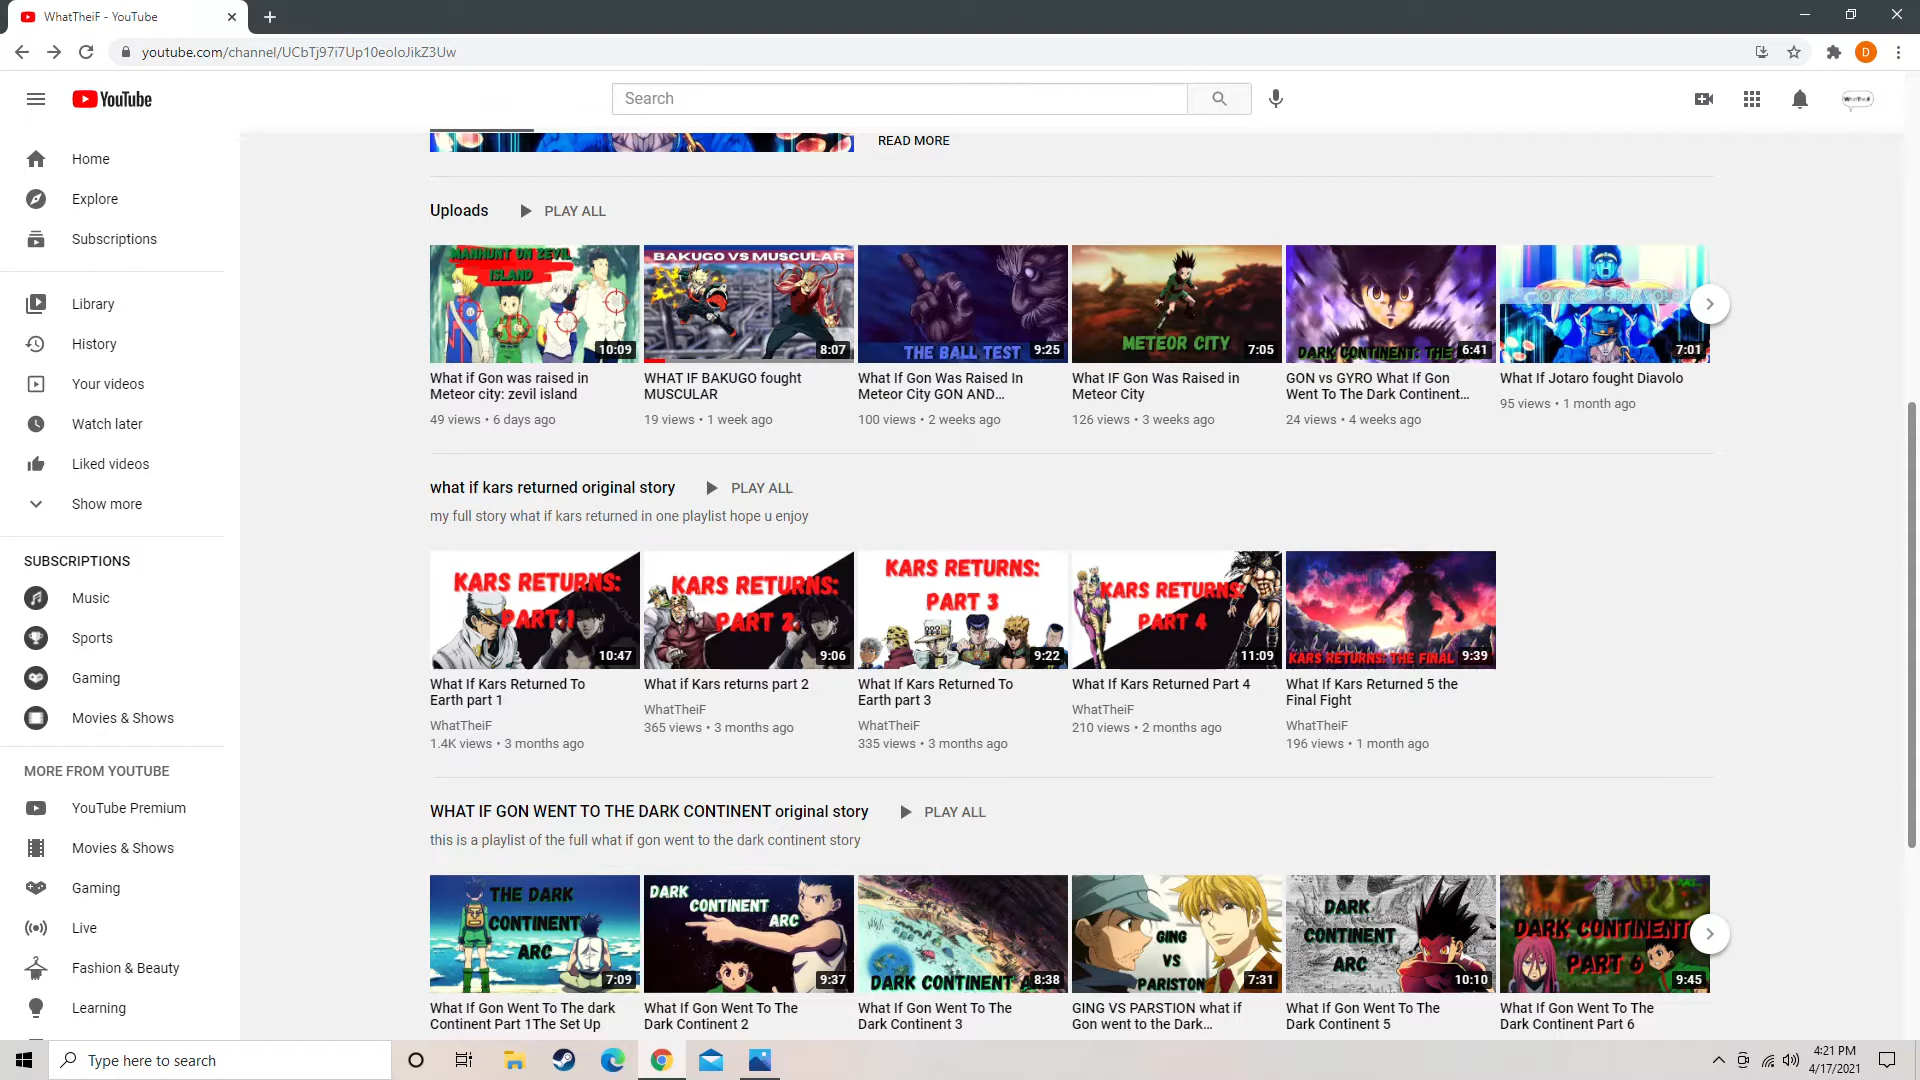 WhatTheiF - YouTube
youtube.com/channel/UCbTj97i7Up10eoIoJikZ3Uw
D
YouTube
Search
WhatTheiF
Home
Explore
Subscriptions
Library
History
Your videos
Watch later
Liked videos
Show more
SUBSCRIPTIONS
Music
Sports
Gaming
Movies & Shows
MORE FROM YOUTUBE
YouTube Premium
Movies & Shows
Gaming
Live
Fashion & Beauty
Learning
READ MORE
Uploads PLAY ALL
MANHUNT ON ZEVIL
ISLAND
10:09
BAKUGO VS MUSCULAR
8:07
THE BALL TEST 9:25
METEOR CITY 7:05
DARK CONTINENT: THE 6:41
DIAVOLO
7:01
What if Gon was raised in
Meteor city: zevil island
49 views • 6 days ago
WHAT IF BAKUGO fought
MUSCULAR
19 views • 1 week ago
What If Gon Was Raised In
Meteor City GON AND...
100 views • 2 weeks ago
What IF Gon Was Raised in
Meteor City
126 views • 3 weeks ago
GON vs GYRO What If Gon
Went To The Dark Continent...
24 views • 4 weeks ago
What If Jotaro fought Diavolo
95 views • 1 month ago
what if kars returned original story PLAY ALL
my full story what if kars returned in one playlist hope u enjoy
KARS RETURNS:
PART 1
10:47
KARS RETURNS:
PART 2
9:06
KARS RETURNS:
PART 3
9:22
KARS RETURNS:
PART 4
11:09
KARS RETURNS: THE FINAL 9:39
What If Kars Returned To
Earth part 1
WhatTheiF
1.4K views • 3 months ago
What if Kars returns part 2
WhatTheiF
365 views • 3 months ago
What If Kars Returned To
Earth part 3
WhatTheiF
335 views • 3 months ago
What If Kars Returned Part 4
WhatTheiF
210 views • 2 months ago
What If Kars Returned 5 the
Final Fight
WhatTheiF
196 views • 1 month ago
WHAT IF GON WENT TO THE DARK CONTINENT original story PLAY ALL
this is a playlist of the full what if gon went to the dark continent story
THE DARK
CONTINENT
ARC
7:09
DARK
CONTINENT
ARC
9:37
DARK CONTINENT 8:38
GING
VS
PARISTON
7:31
DARK
CONTINENT
ARC
10:10
DARK CONTINENT
PART 6
9:45
What If Gon Went To The dark
Continent Part 1The Set Up
What If Gon Went To The
Dark Continent 2
What If Gon Went To The
Dark Continent 3
GING VS PARSTION what if
Gon went to the Dark...
What If Gon Went To The
Dark Continent 5
What If Gon Went To The
Dark Continent Part 6
Type here to search
4:21 PM
4/17/2021